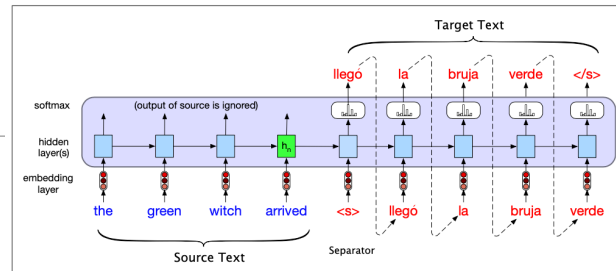 Target Text
llegó la bruja verde </s>
softmax (output of source is ignored)
hidden layer(s) hn
embedding layer
the green witch arrived <s> llegó la bruja verde
Separator
Source Text